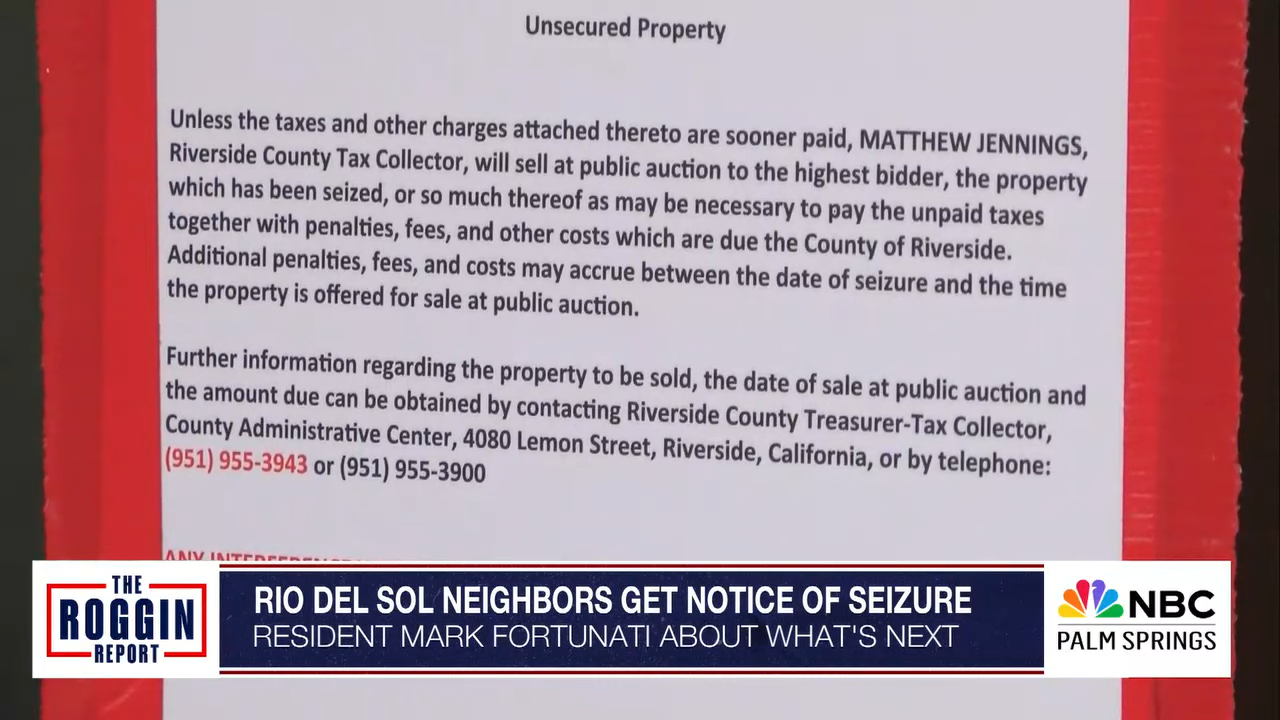 Unsecured Property
Unless the taxes and other charges attached thereto are sooner paid, MATTHEW JENNINGS,
Riverside County Tax Collector, will sell at public auction to the highest bidder, the property
which has been seized, or so much thereof as may be necessary to pay the unpaid taxes
together with penalties, fees, and other costs which are due the County of Riverside.
Additional penalties, fees, and costs may accrue between the date of seizure and the time
the property is offered for sale at public auction.
Further information regarding the property to be sold, the date of sale at public auction and
the amount due can be obtained by contacting Riverside County Treasurer-Tax Collector,
County Administrative Center, 4080 Lemon Street, Riverside, California, or by telephone:
(951) 955-3943 or (951) 955-3900
THE
ROGGIN
REPORT
RIO DEL SOL NEIGHBORS GET NOTICE OF SEIZURE
RESIDENT MARK FORTUNATI ABOUT WHAT'S NEXT
NBC
PALM SPRINGS